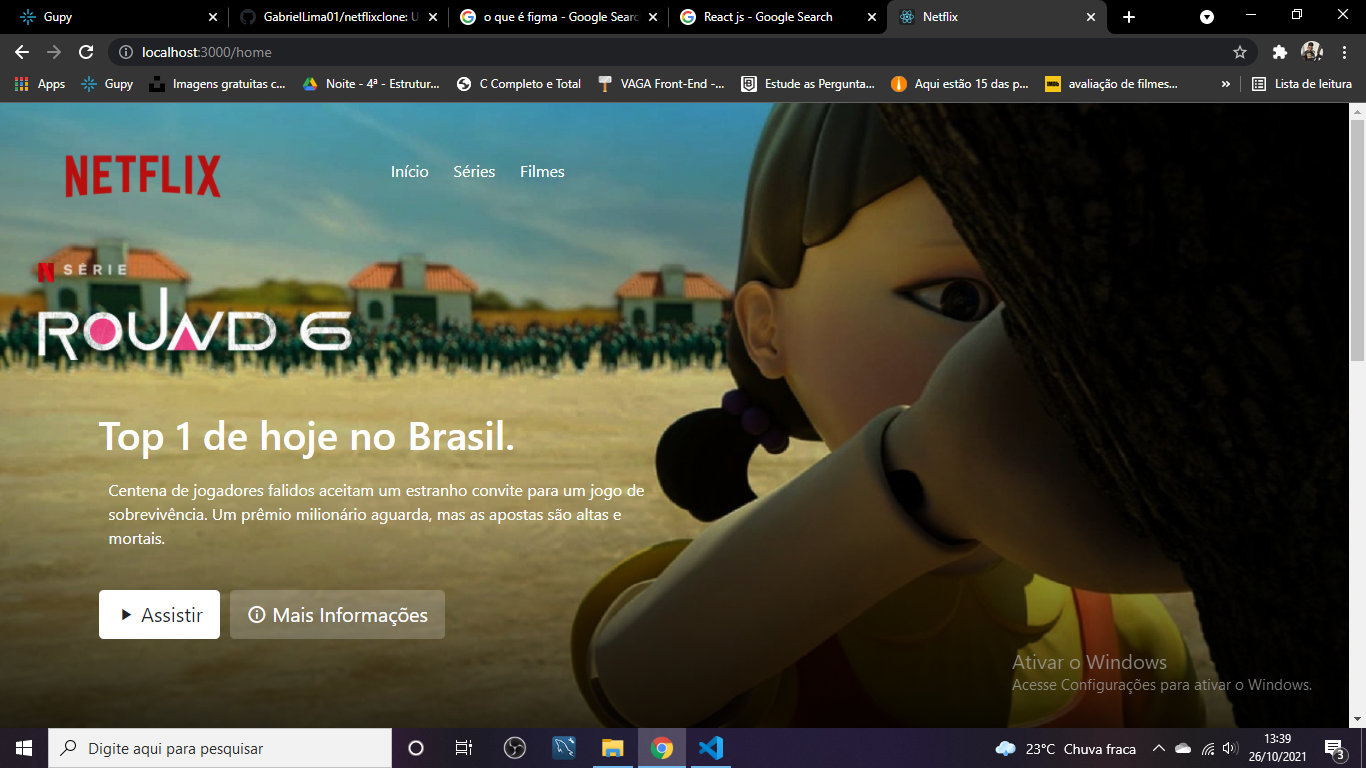 Gupy
GabrielLima01/netflixclone: U
o que é figma - Google Searc
React js - Google Search
Netflix
localhost:3000/home
Apps
Gupy
Imagens gratuitas c...
Noite - 4ª - Estrutur...
C Completo e Total
VAGA Front-End -...
Estude as Pergunta...
Aqui estão 15 das p...
avaliação de filmes...
»
Lista de leitura
NETFLIX
Início
Séries
Filmes
N SÉRIE
ROUND 6
Top 1 de hoje no Brasil.
Centena de jogadores falidos aceitam um estranho convite para um jogo de
sobrevivência. Um prêmio milionário aguarda, mas as apostas são altas e
mortais.
Assistir
Mais Informações
Ativar o Windows
Acesse Configurações para ativar o Windows.
Digite aqui para pesquisar
23°C Chuva fraca
13:39
26/10/2021
3